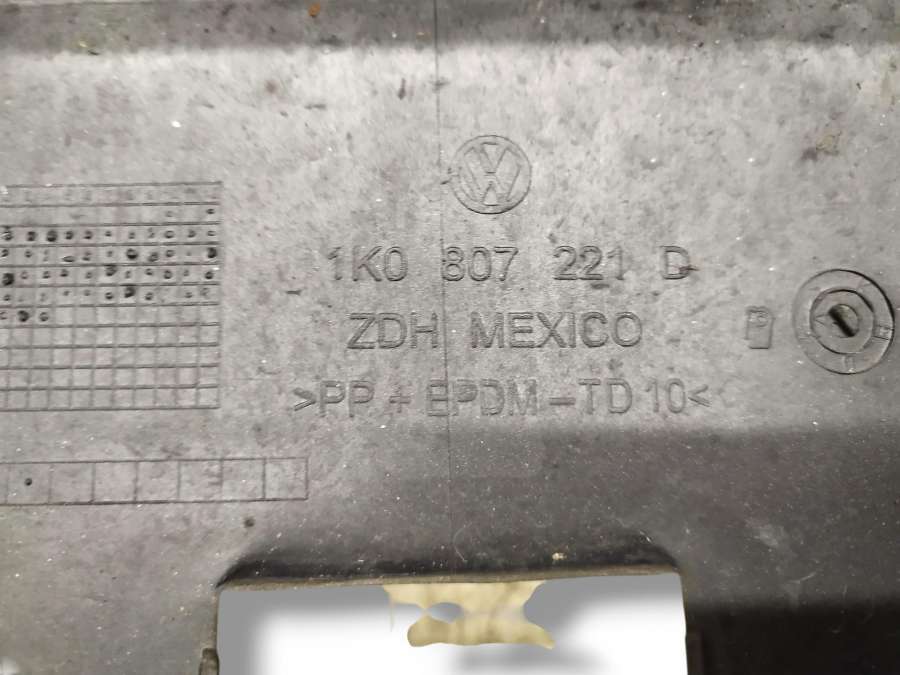 1K0 807 221 D
ZDH MEXICO
>PP + EPDM -TD 10<